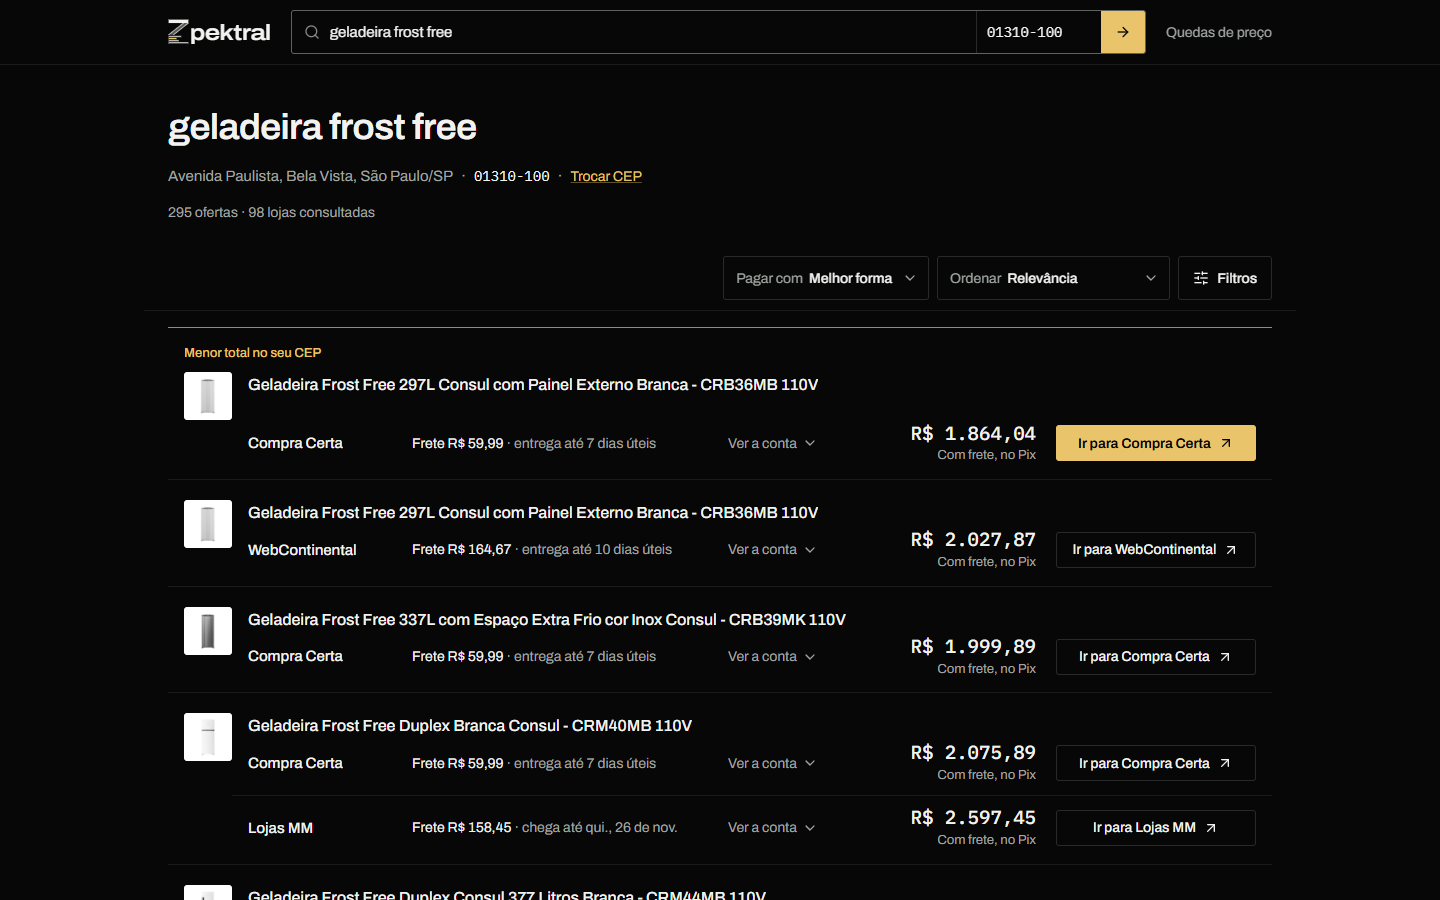 Zpektral
geladeira frost free
01310-100
Quedas de preço
geladeira frost free
Avenida Paulista, Bela Vista, São Paulo/SP · 01310-100 · Trocar CEP
295 ofertas · 98 lojas consultadas
Pagar com Melhor forma
Ordenar Relevância
Filtros
Menor total no seu CEP
Geladeira Frost Free 297L Consul com Painel Externo Branca - CRB36MB 110V
Compra Certa
Frete R$ 59,99 · entrega até 7 dias úteis
Ver a conta
R$ 1.864,04
Com frete, no Pix
Ir para Compra Certa
Geladeira Frost Free 297L Consul com Painel Externo Branca - CRB36MB 110V
WebContinental
Frete R$ 164,67 · entrega até 10 dias úteis
Ver a conta
R$ 2.027,87
Com frete, no Pix
Ir para WebContinental
Geladeira Frost Free 337L com Espaço Extra Frio cor Inox Consul - CRB39MK 110V
Compra Certa
Frete R$ 59,99 · entrega até 7 dias úteis
Ver a conta
R$ 1.999,89
Com frete, no Pix
Ir para Compra Certa
Geladeira Frost Free Duplex Branca Consul - CRM40MB 110V
Compra Certa
Frete R$ 59,99 · entrega até 7 dias úteis
Ver a conta
R$ 2.075,89
Com frete, no Pix
Ir para Compra Certa
Lojas MM
Frete R$ 158,45 · chega até qui., 26 de nov.
Ver a conta
R$ 2.597,45
Com frete, no Pix
Ir para Lojas MM
Geladeira Frost Free Duplex Consul 377 Litros Branca - CRM44MB 110V